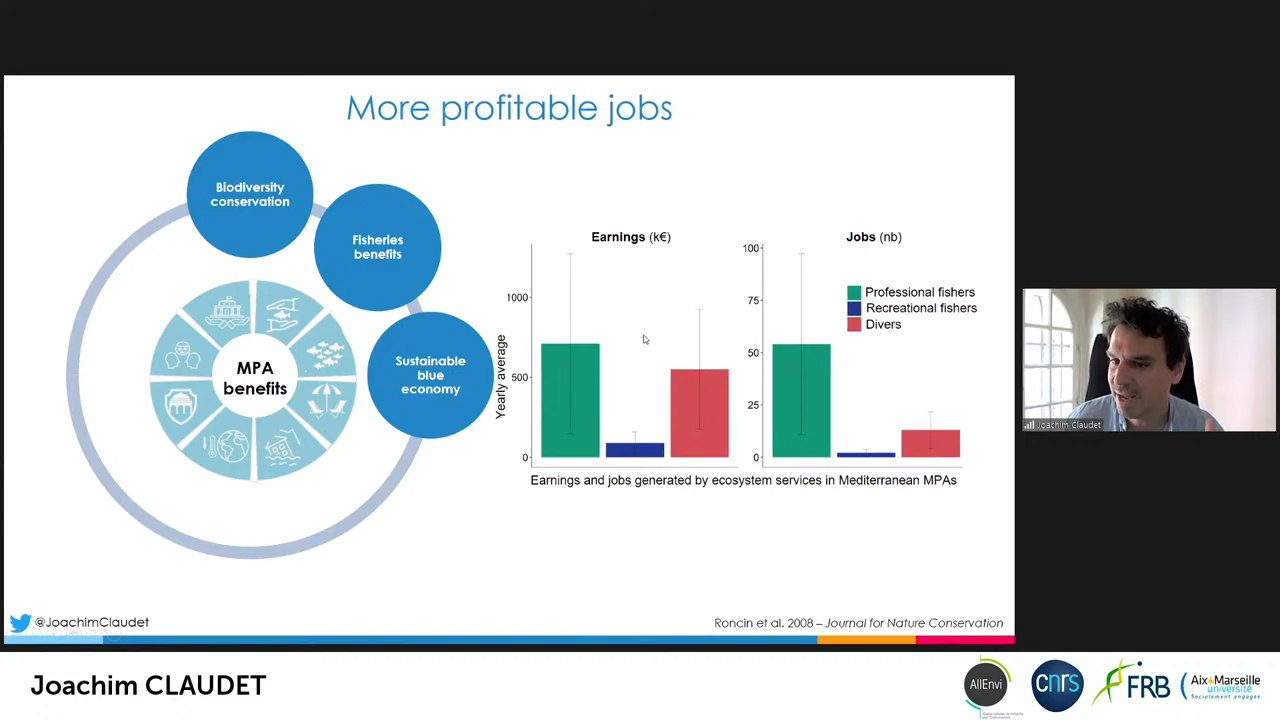 More profitable jobs
Biodiversity
conservation
Fisheries
benefits
Sustainable
blue
economy
MPA
benefits
Earnings (k€)
Yearly average
1000
500
0
Jobs (nb)
100
75
50
25
0
Professional fishers
Recreational fishers
Divers
Earnings and jobs generated by ecosystem services in Mediterranean MPAs
@JoachimClaudet
Roncin et al. 2008 – Journal for Nature Conservation
Joachim Claudet
Joachim CLAUDET
AllEnvi
cnrs
FRB
Aix+Marseille
université
Socialement engagée